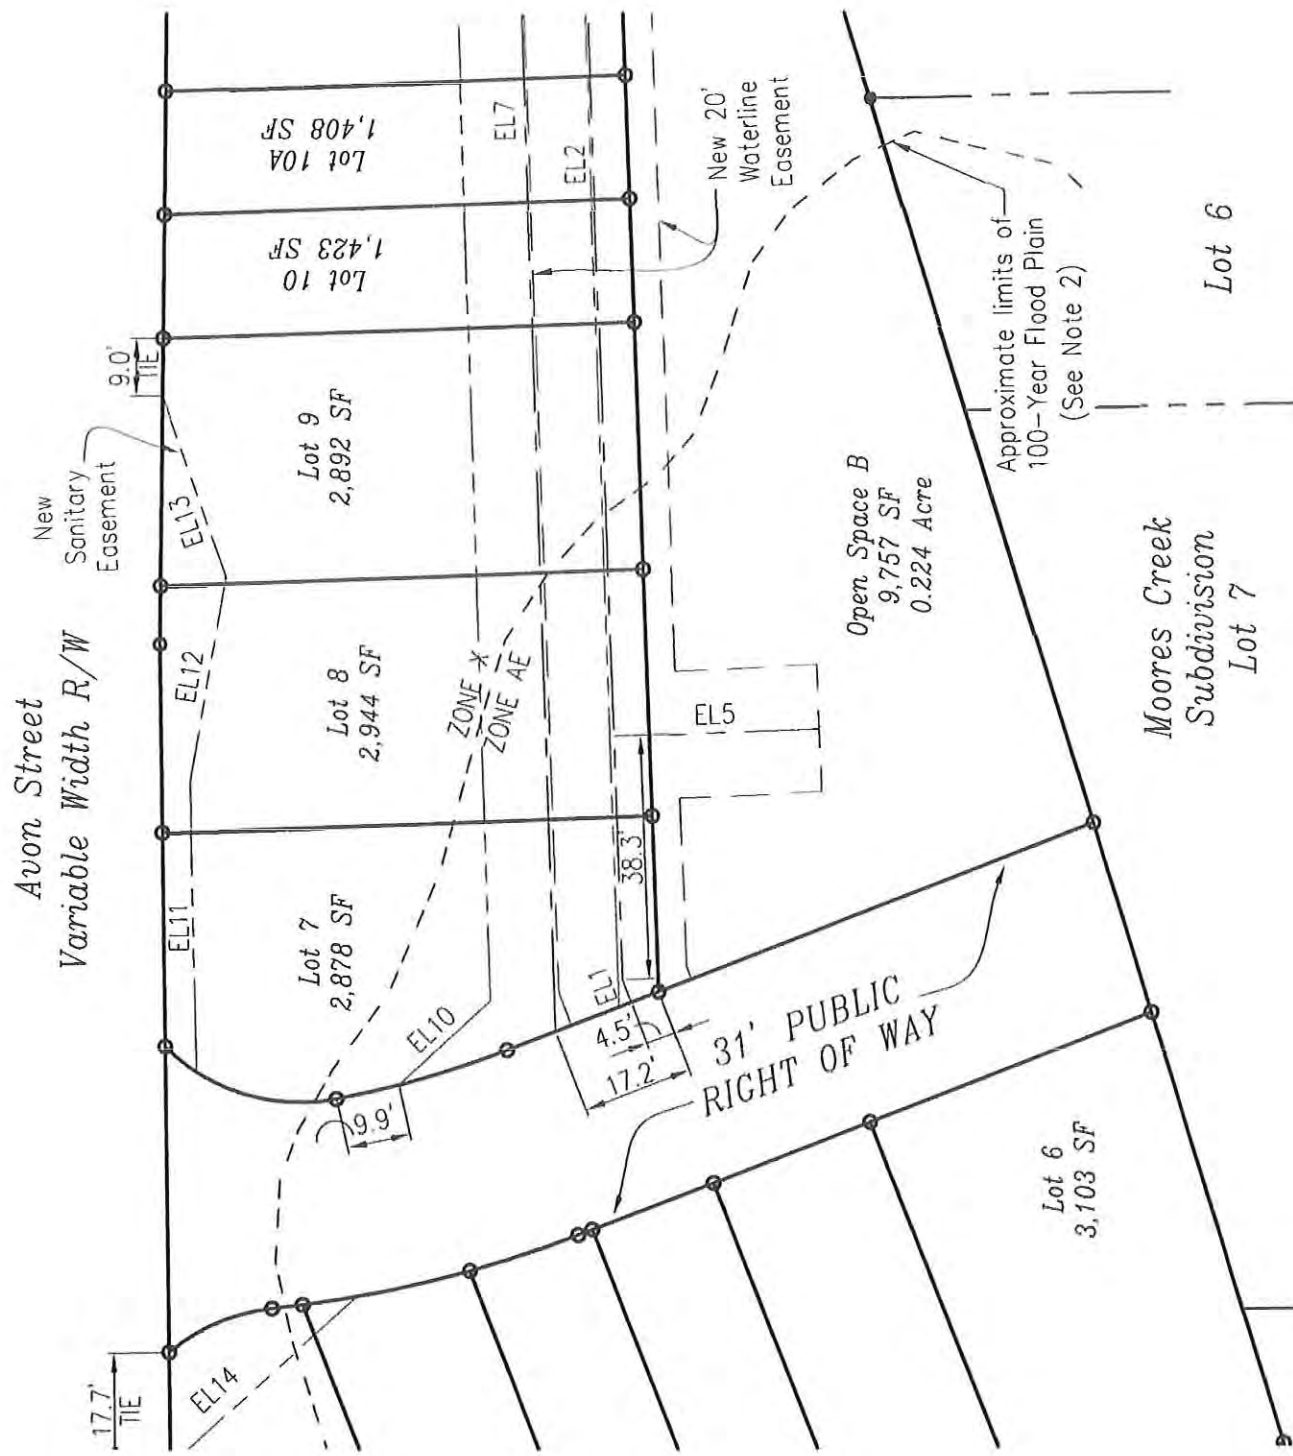 Avon Street
Variable Width R/W
New
Sanitary
Easement
9.0'
TIE
EL13
EL12
EL11
Lot 10A
1,408 SF
Lot 10
1,423 SF
Lot 9
2,892 SF
Lot 8
2,944 SF
Lot 7
2,878 SF
EL7
EL2
New 20'
Waterline
Easement
ZONE X
ZONE AE
EL5
38.3'
EL10
EL1
4.5'
17.2'
9.9'
31' PUBLIC
RIGHT OF WAY
Open Space B
9,757 SF
0.224 Acre
Approximate limits of
100-Year Flood Plain
(See Note 2)
Lot 6
Moores Creek
Subdivision
Lot 7
Lot 6
3,103 SF
17.7'
TIE
EL14